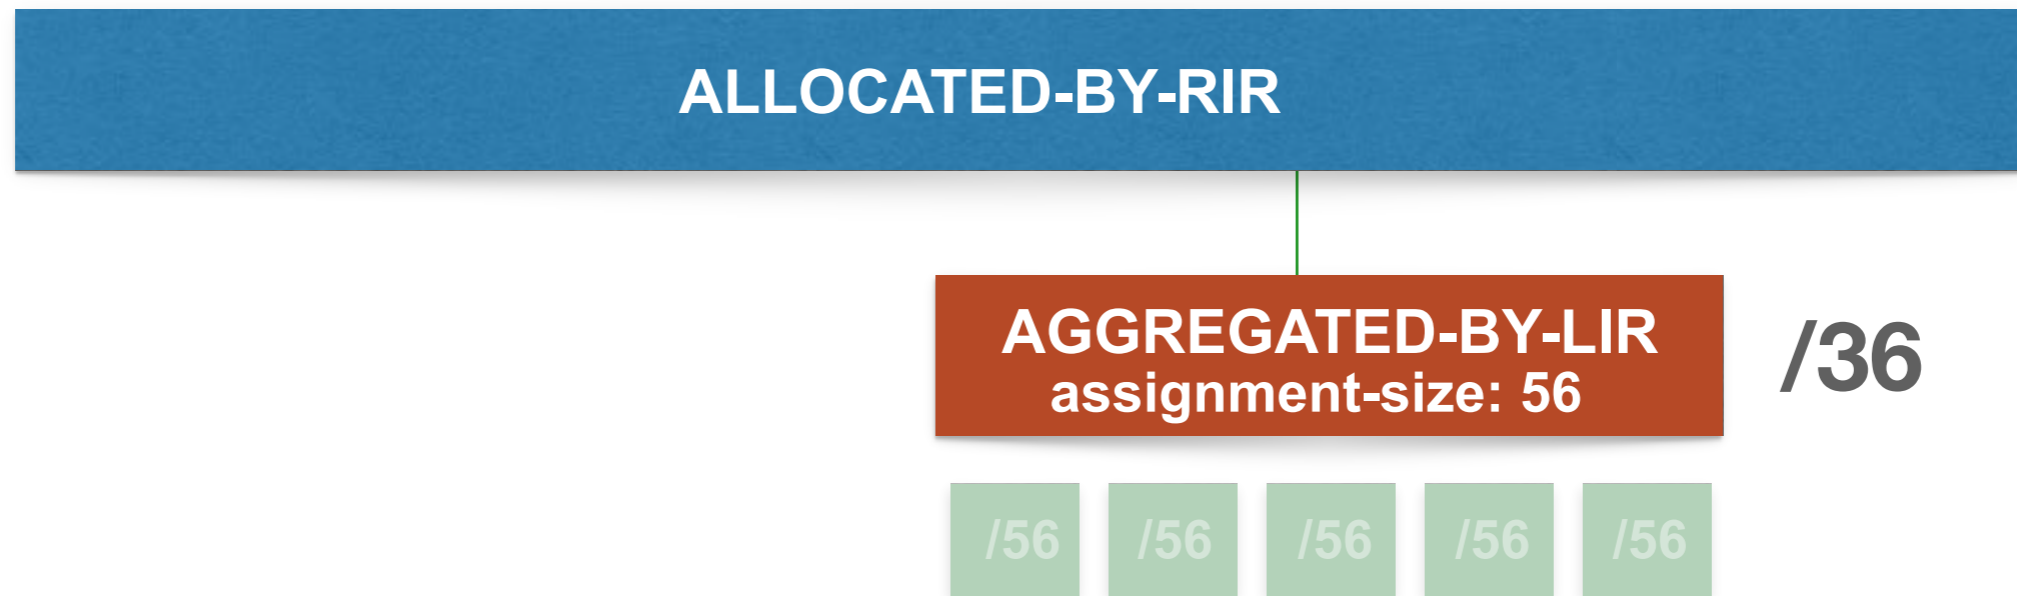 ALLOCATED-BY-RIR
AGGREGATED-BY-LIR
assignment-size: 56
/36
/56 /56 /56 /56 /56